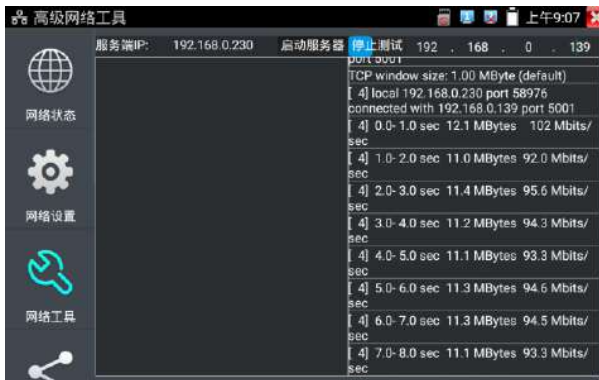 高级网络工具 上午9:07
服务端IP: 192.168.0.230 启动服务器 停止测试 192 . 168 . 0 . 139
网络状态
网络设置
网络工具
port 5001
TCP window size: 1.00 MByte (default)
[ 4] local 192.168.0.230 port 58976
connected with 192.168.0.139 port 5001
[ 4] 0.0- 1.0 sec 12.1 MBytes 102 Mbits/
sec
[ 4] 1.0- 2.0 sec 11.0 MBytes 92.0 Mbits/
sec
[ 4] 2.0- 3.0 sec 11.4 MBytes 95.6 Mbits/
sec
[ 4] 3.0- 4.0 sec 11.2 MBytes 94.3 Mbits/
sec
[ 4] 4.0- 5.0 sec 11.1 MBytes 93.3 Mbits/
sec
[ 4] 5.0- 6.0 sec 11.3 MBytes 94.6 Mbits/
sec
[ 4] 6.0- 7.0 sec 11.3 MBytes 94.5 Mbits/
sec
[ 4] 7.0- 8.0 sec 11.1 MBytes 93.3 Mbits/
sec